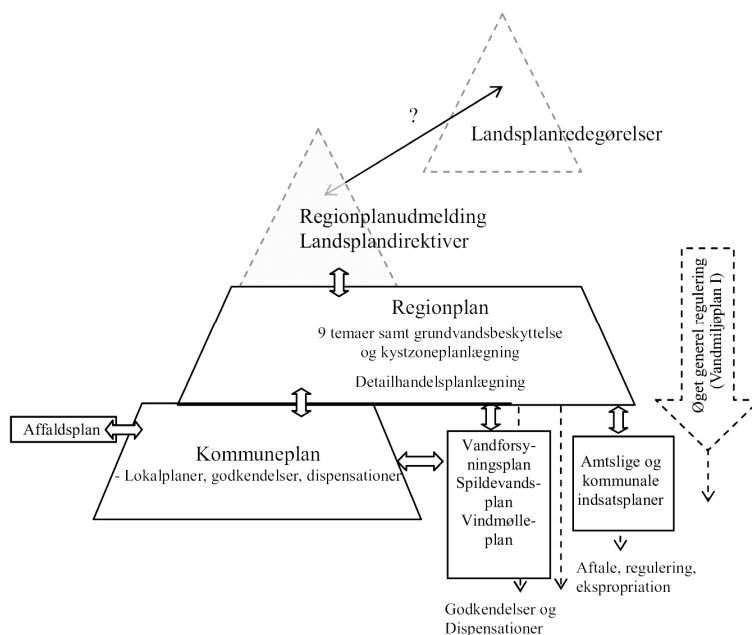 ?
Landsplanredegørelser
Regionplanudmelding
Landsplandirektiver
Regionplan
9 temaer samt grundvandsbeskyttelse
og kystzoneplanlægning
Detailhandelsplanlægning
Øget generel regulering
(Vandmiljøplan I)
Affaldsplan
Kommuneplan
- Lokalplaner, godkendelser, dispensationer
Vandforsy-
ningsplan
Spildevands-
plan
Vindmølle-
plan
Amtslige og
kommunale
indsatsplaner
Aftale, regulering,
ekspropriation
Godkendelser og
Dispensationer